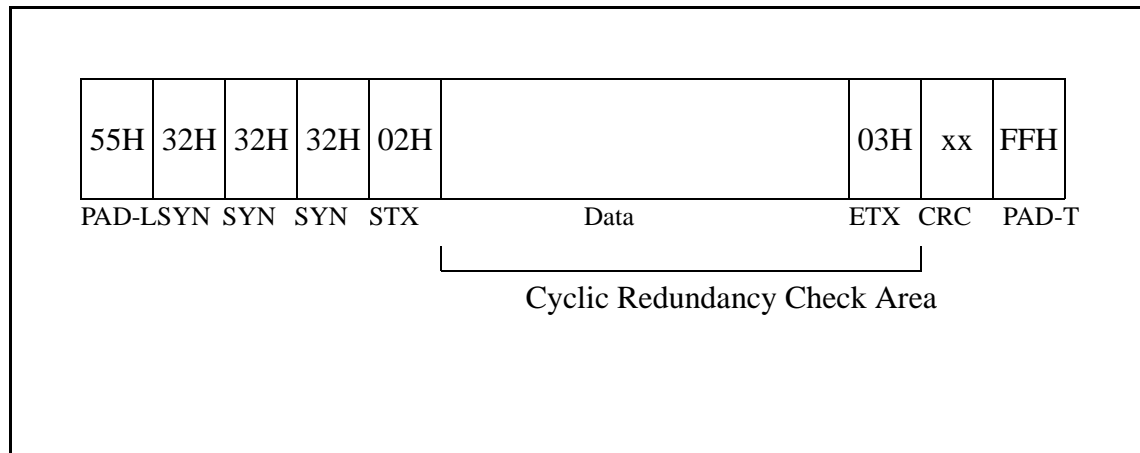 55H 32H 32H 32H 02H 03H xx FFH
PAD-L SYN SYN SYN STX Data ETX CRC PAD-T
Cyclic Redundancy Check Area